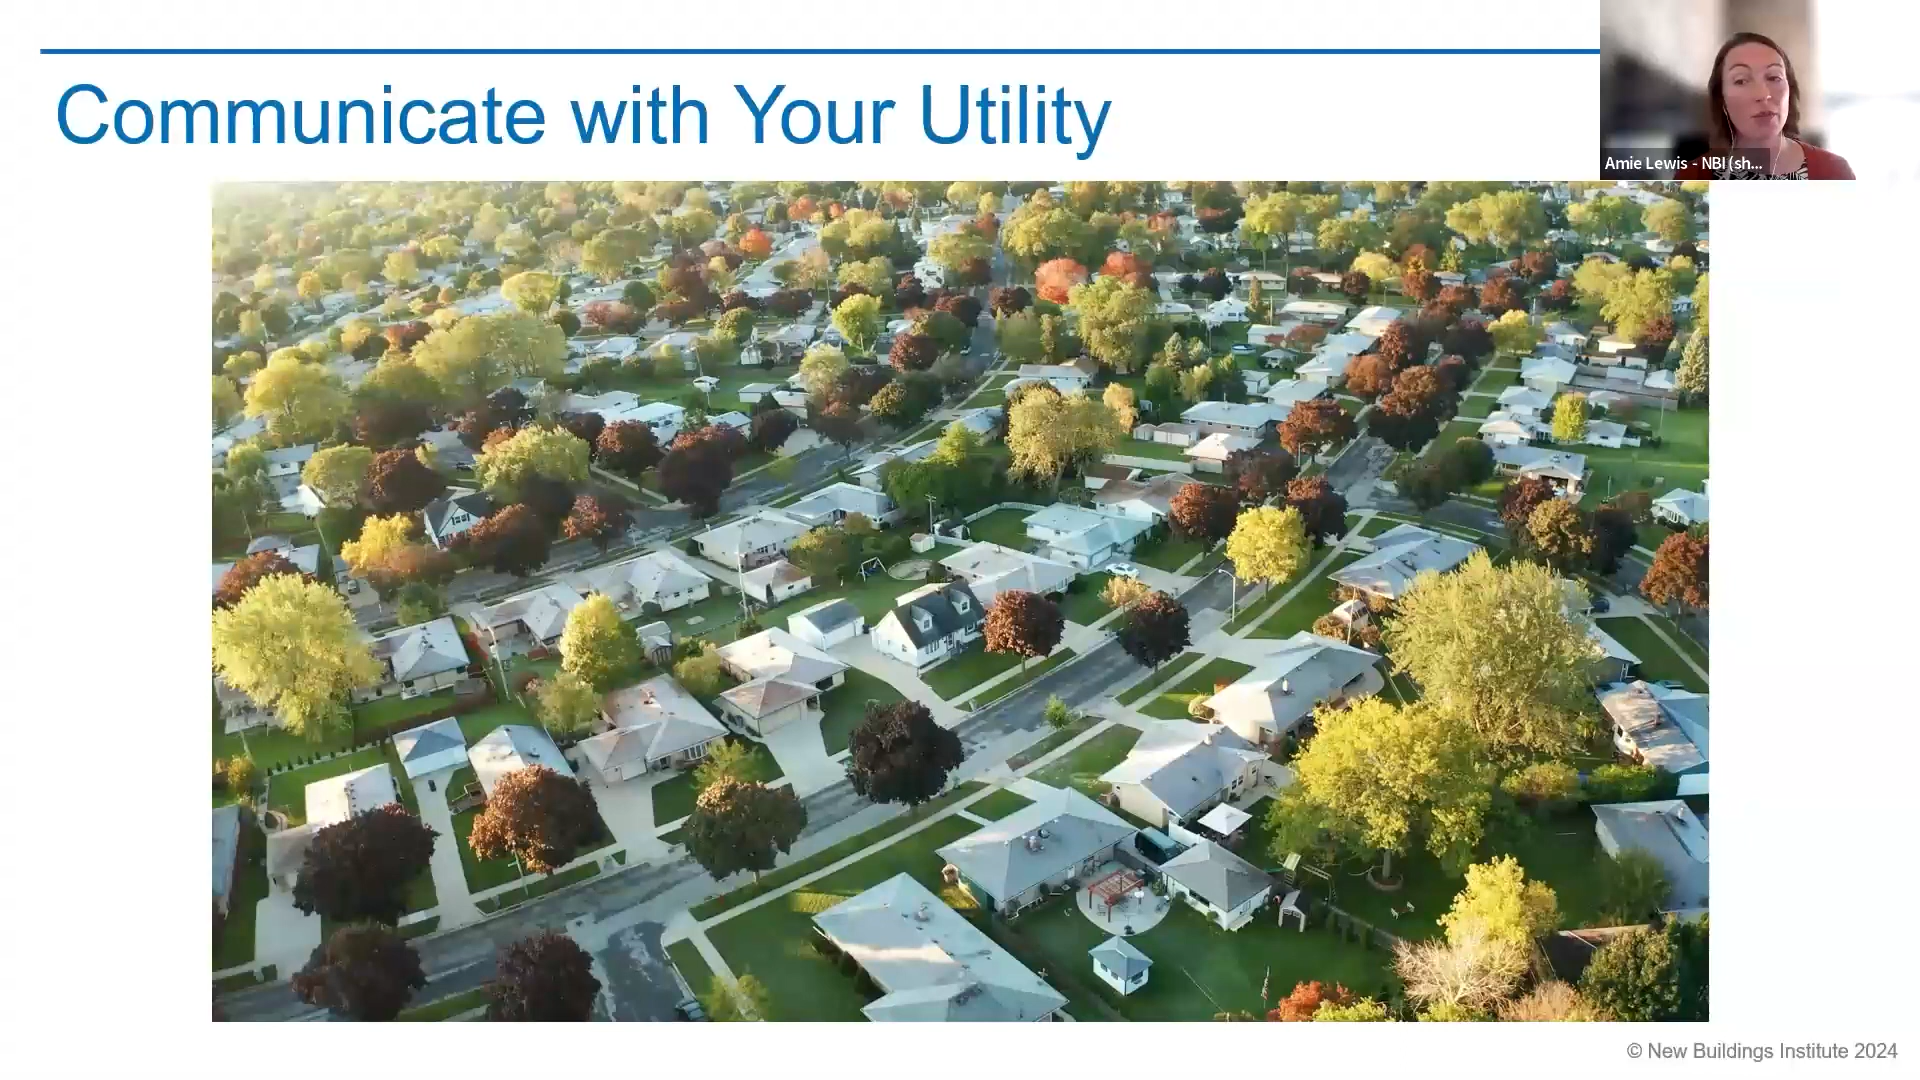 Communicate with Your Utility
Amie Lewis - NBI (sh...
© New Buildings Institute 2024